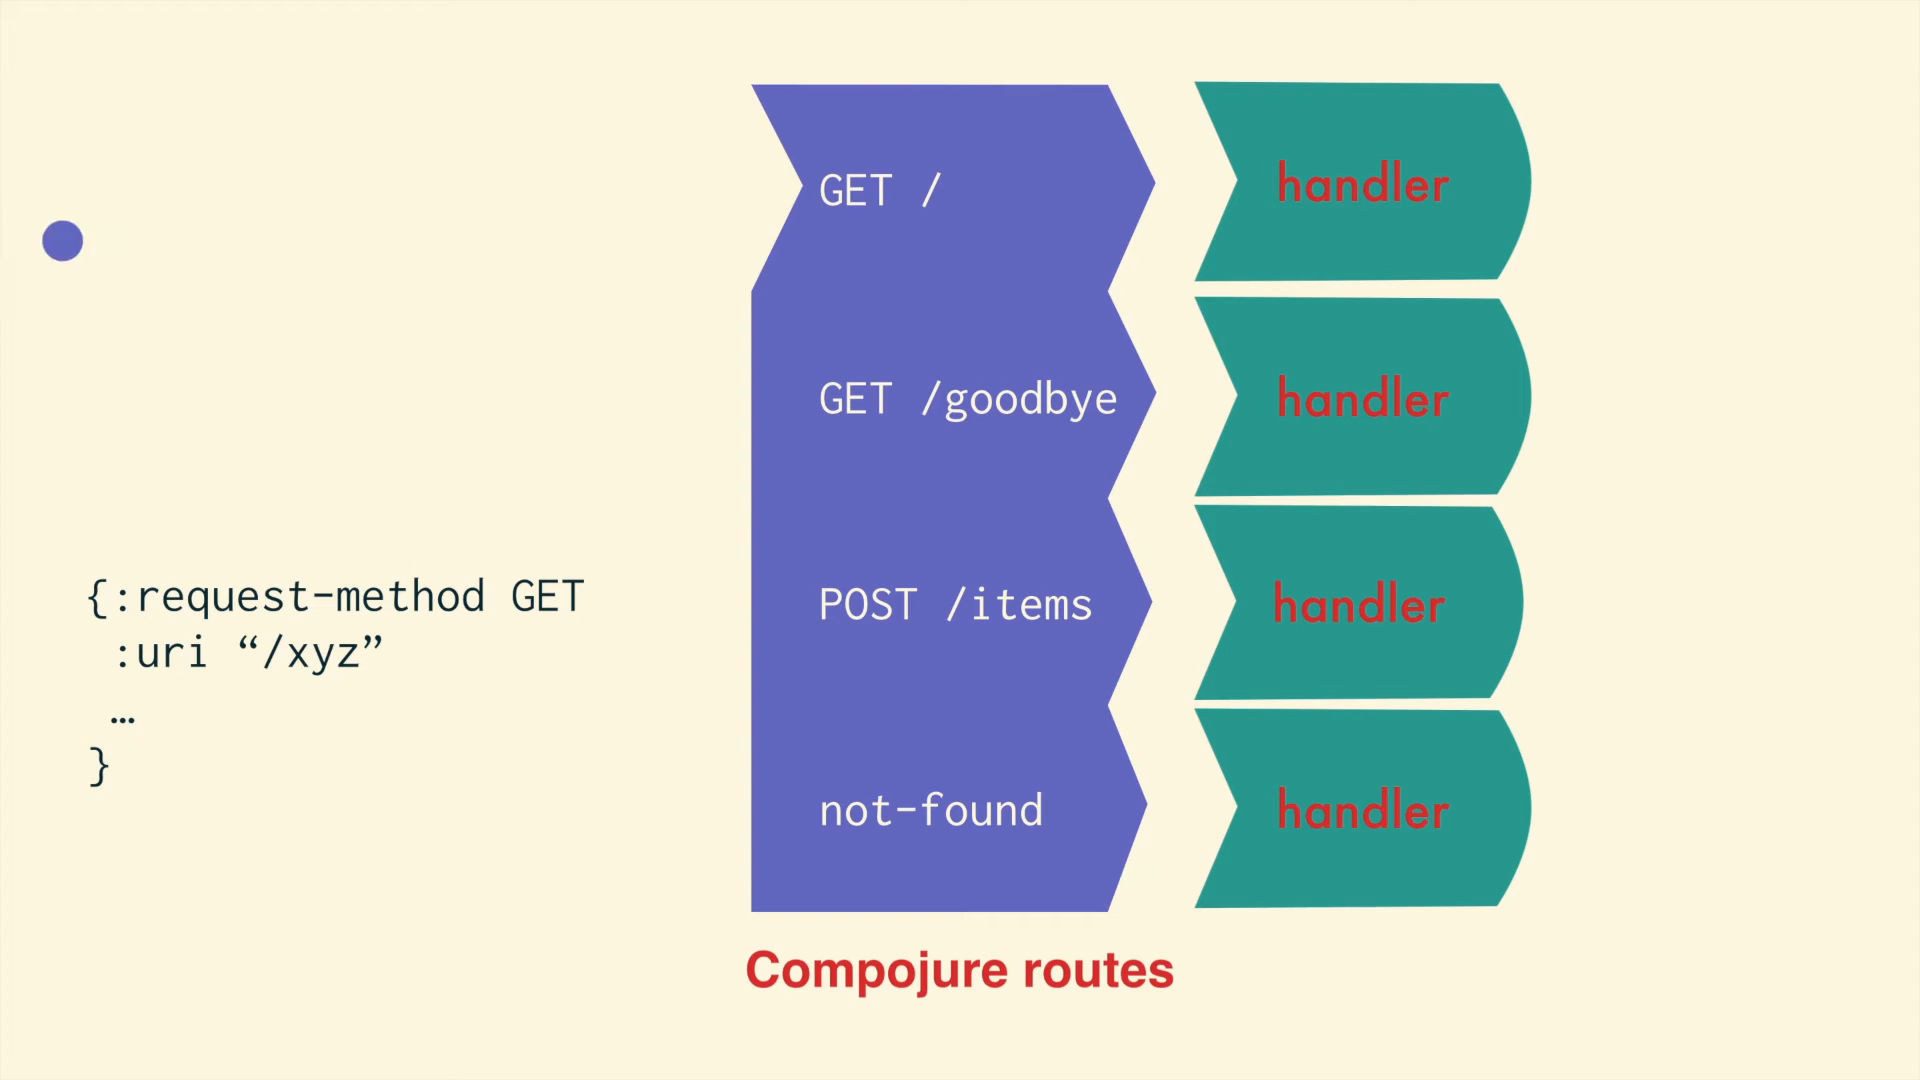 GET /
handler
GET /goodbye
handler
{:request-method GET
:uri “/xyz”
…
}
POST /items
handler
not-found
handler
Compojure routes